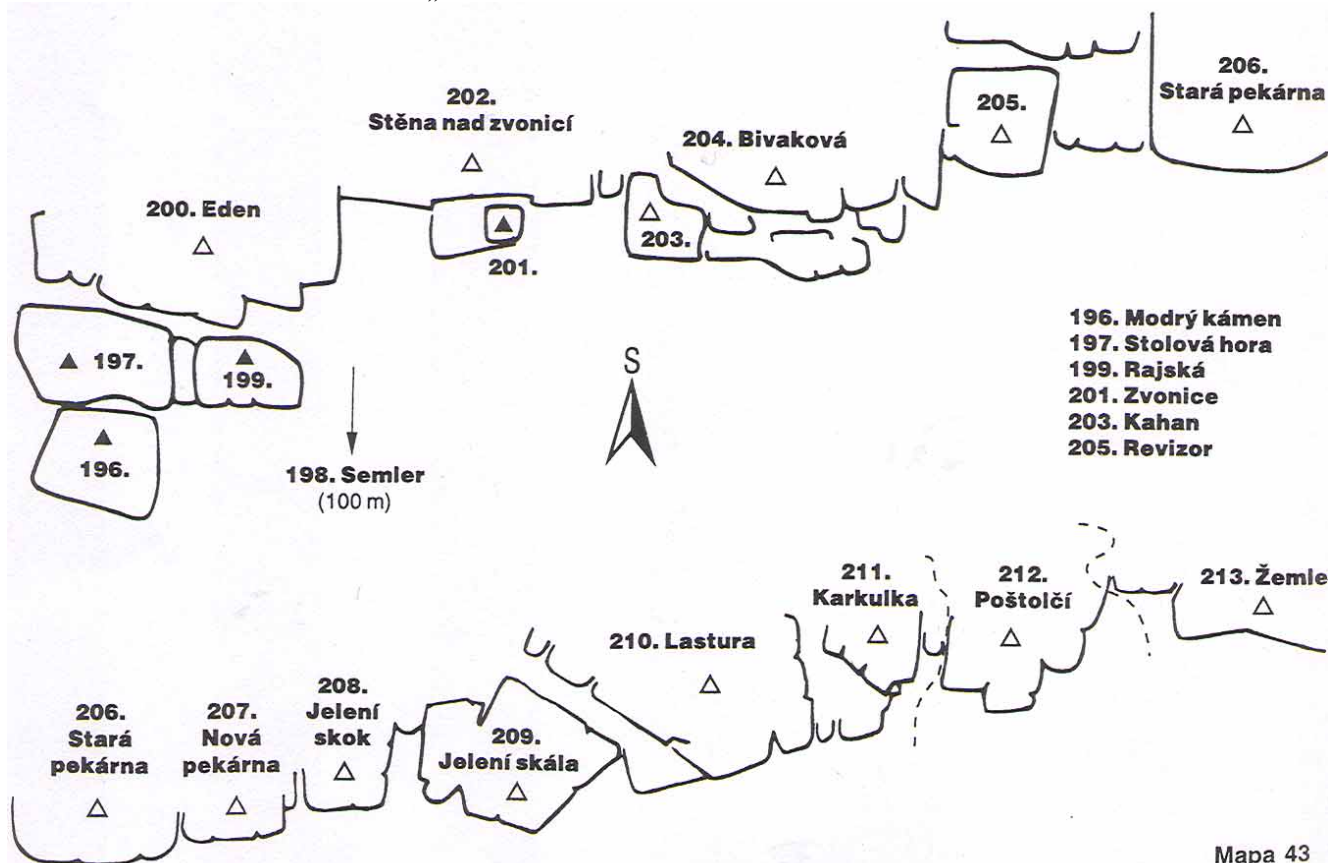 202.
Stěna nad zvonicí
206.
Stará pekárna
205.
204. Bivaková
200. Eden
203.
201.
197.
199.
196.
198. Semler
(100 m)
S
196. Modrý kámen
197. Stolová hora
199. Rajská
201. Zvonice
203. Kahan
205. Revizor
211.
Karkulka
212.
Poštolčí
213. Žemle
210. Lastura
208.
Jelení
skok
206.
Stará
pekárna
207.
Nová
pekárna
209.
Jelení skála
Mapa 43